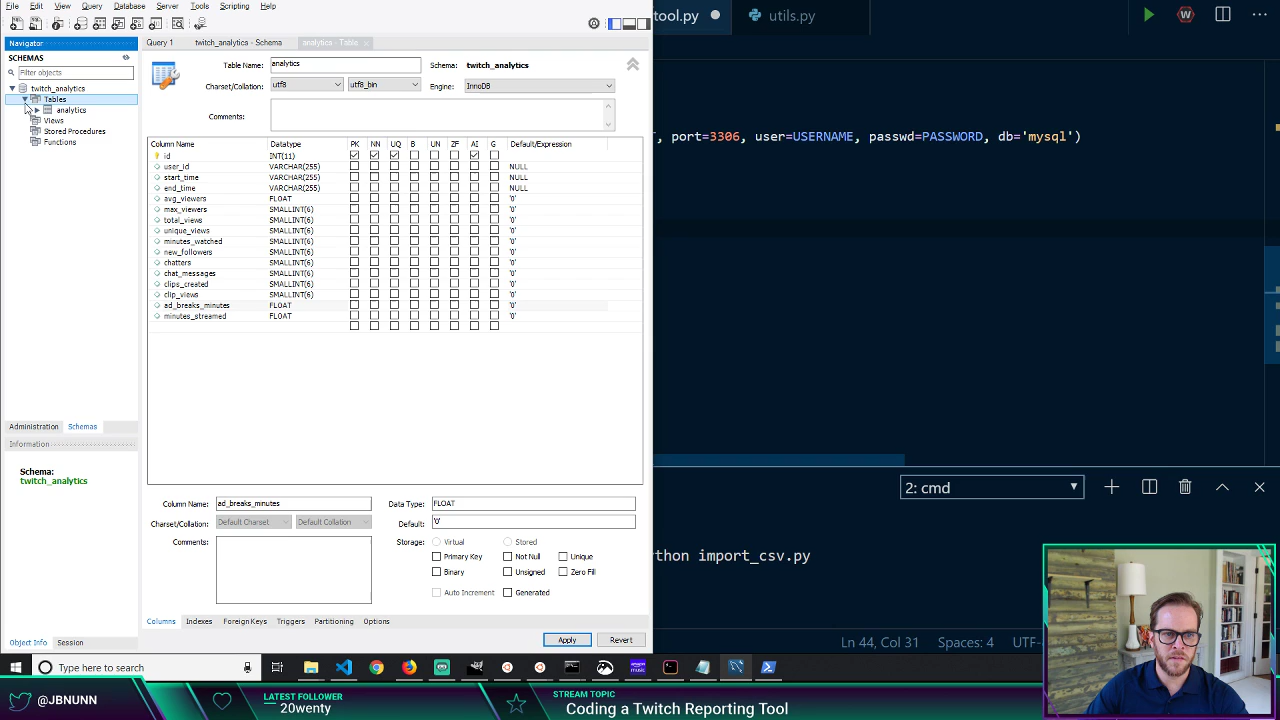 File Edit View Query Database Server Tools Scripting Help
tool.py
utils.py
Navigator
SCHEMAS
Filter objects
twitch_analytics
Tables
analytics
Views
Stored Procedures
Functions
Administration Schemas
Information
Schema:
twitch_analytics
Object Info Session
Query 1 twitch_analytics - Schema analytics - Table
Table Name: analytics Schema: twitch_analytics
Charset/Collation: utf8 utf8_bin Engine: InnoDB
Comments:
Column Name Datatype PK NN UQ B UN ZF AI G Default/Expression
id INT(11)
user_id VARCHAR(255) NULL
start_time VARCHAR(255) NULL
end_time VARCHAR(255) NULL
avg_viewers FLOAT '0'
max_viewers SMALLINT(6) '0'
total_views SMALLINT(6) '0'
unique_views SMALLINT(6) '0'
minutes_watched SMALLINT(6) '0'
new_followers SMALLINT(6) '0'
chatters SMALLINT(6) '0'
chat_messages SMALLINT(6) '0'
clips_created SMALLINT(6) '0'
clip_views SMALLINT(6) '0'
ad_breaks_minutes FLOAT '0'
minutes_streamed FLOAT '0'
Column Name: ad_breaks_minutes Data Type: FLOAT
Charset/Collation: Default Charset Default Collation Default: '0'
Comments:
Storage: Virtual Stored
Primary Key Not Null Unique
Binary Unsigned Zero Fill
Auto Increment Generated
Columns Indexes Foreign Keys Triggers Partitioning Options
Apply Revert
T, port=3306, user=USERNAME, passwd=PASSWORD, db='mysql')
2: cmd
thon import_csv.py
Ln 44, Col 31 Spaces: 4 UTF-
Type here to search
@JBNUNN
LATEST FOLLOWER
20wenty
STREAM TOPIC
Coding a Twitch Reporting Tool